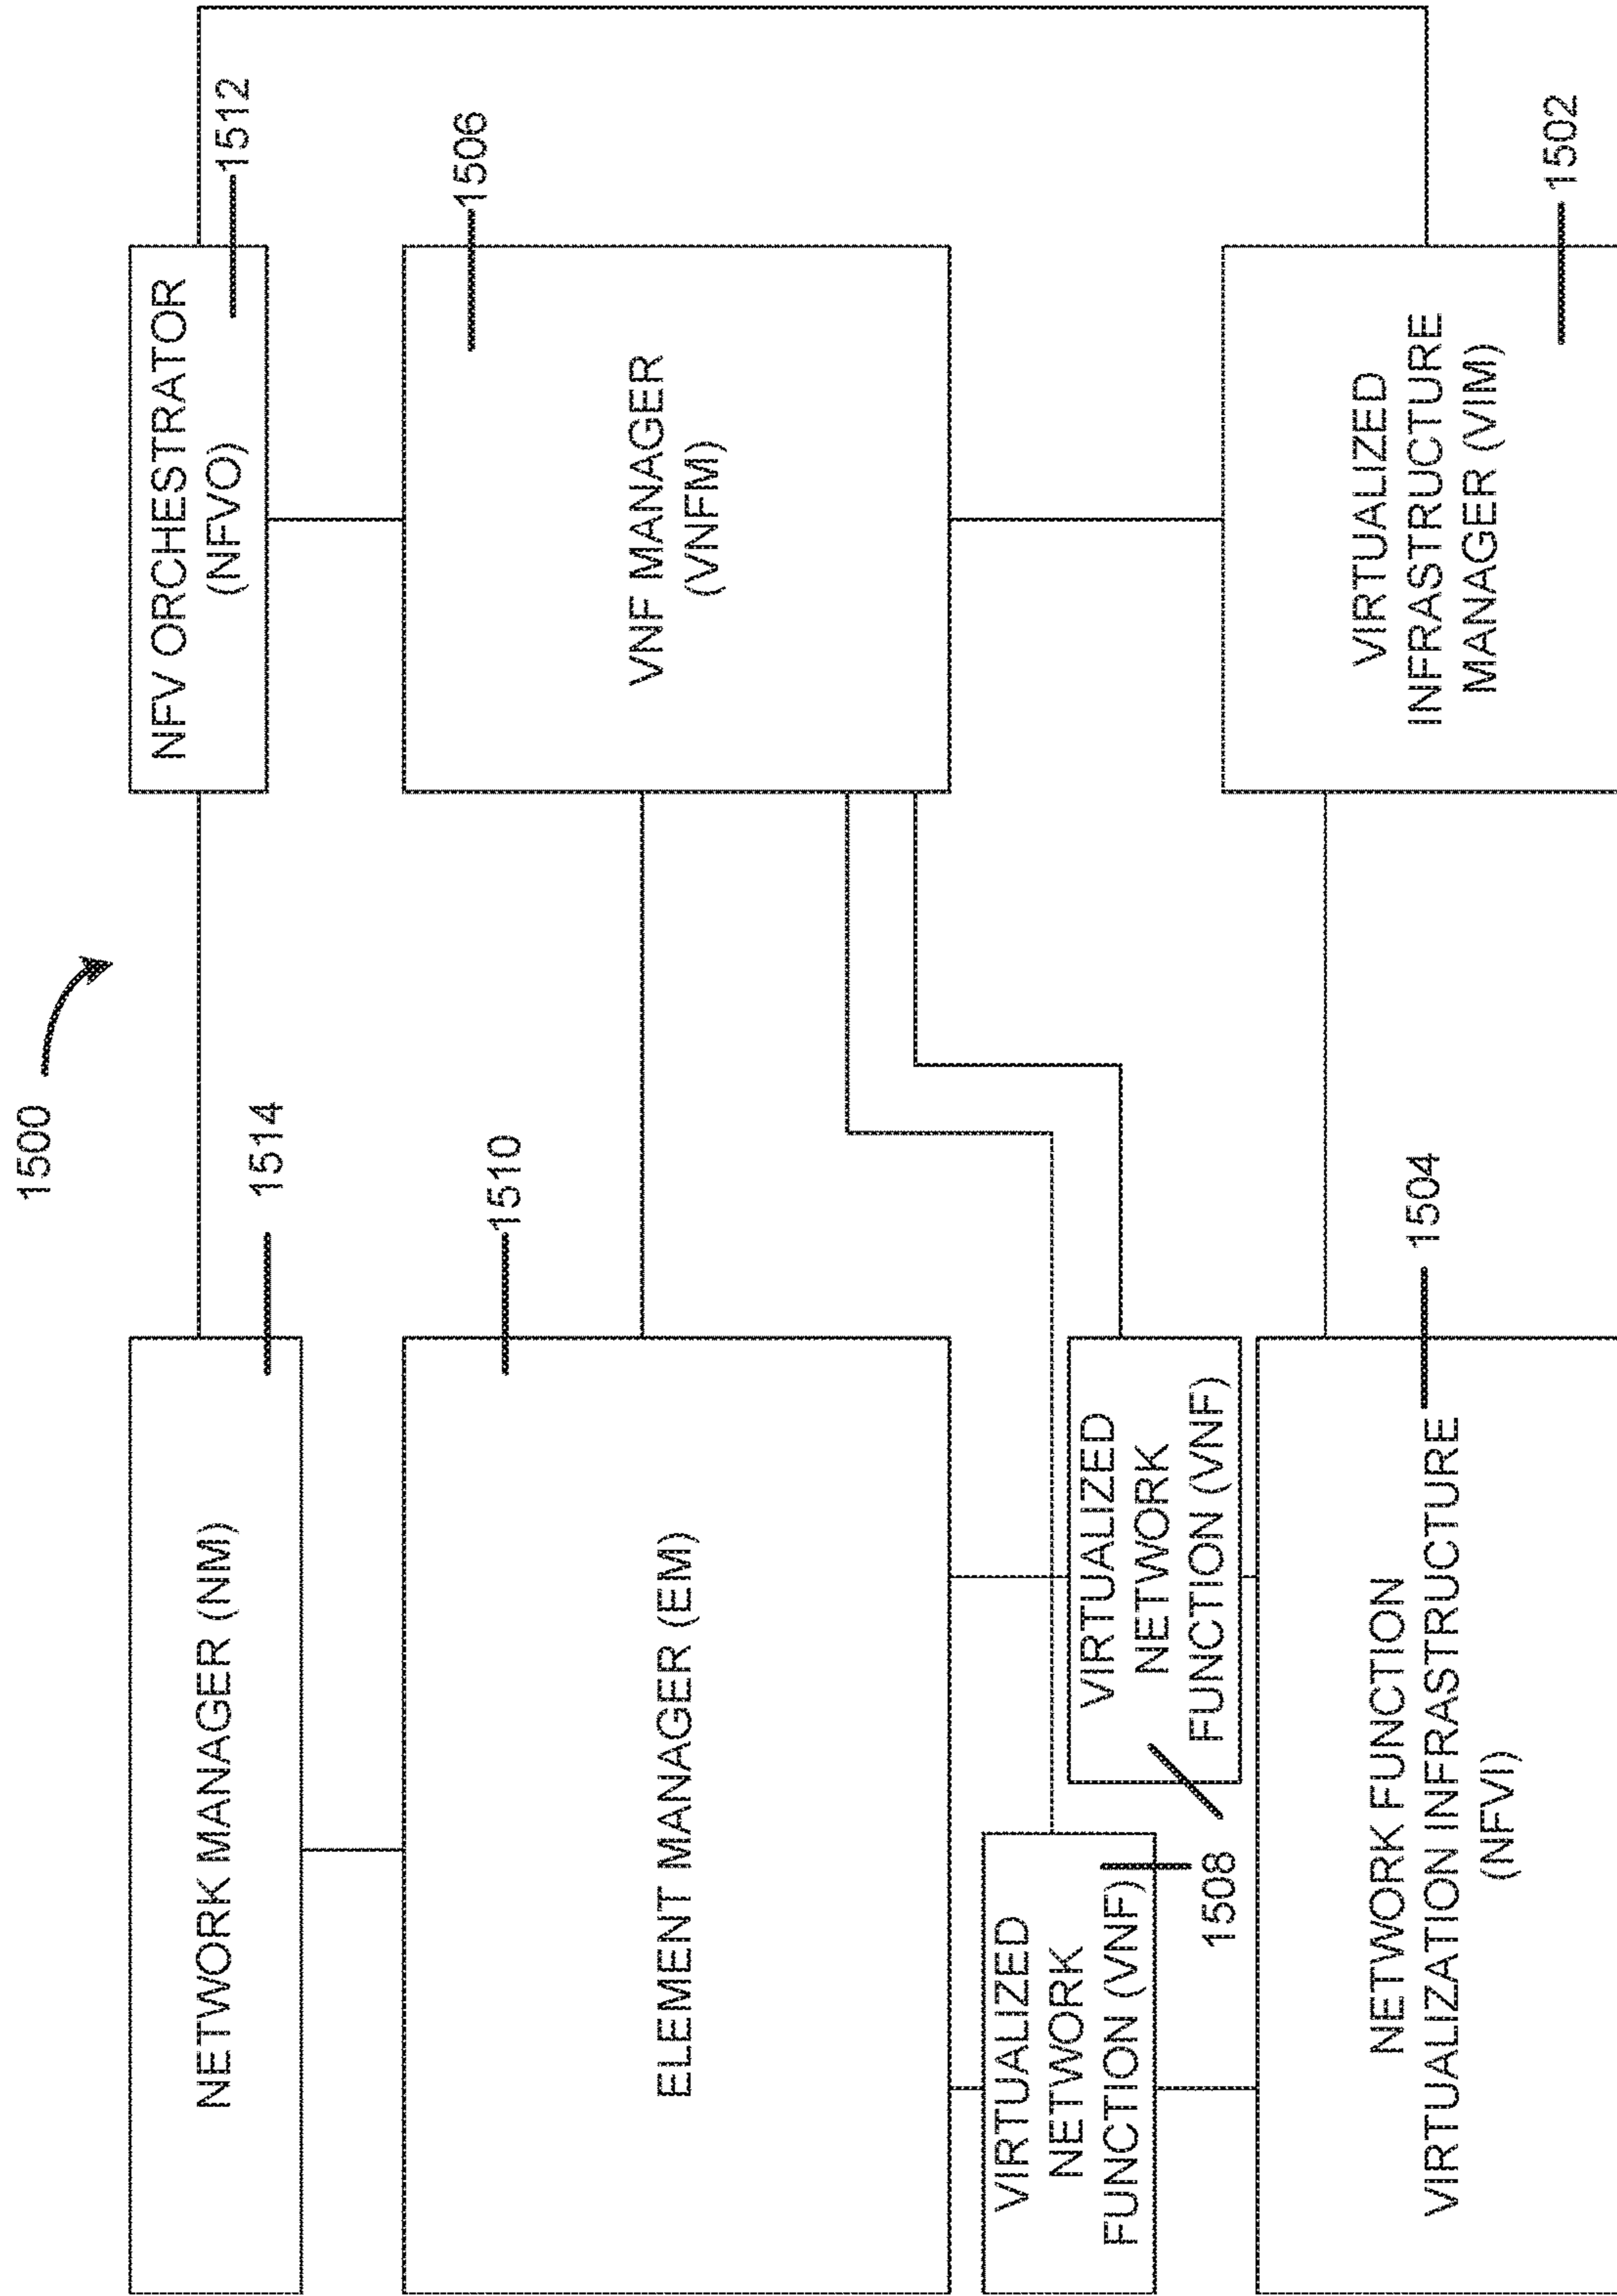 1500
NETWORK MANAGER (NM)
1514
NFV ORCHESTRATOR
(NFVO)
1512
ELEMENT MANAGER (EM)
1510
VNF MANAGER
(VNFM)
1506
VIRTUALIZED
NETWORK
FUNCTION (VNF)
VIRTUALIZED
NETWORK
FUNCTION (VNF)
1508
NETWORK FUNCTION
VIRTUALIZATION INFRASTRUCTURE
(NFVI)
1504
VIRTUALIZED
INFRASTRUCTURE
MANAGER (VIM)
1502